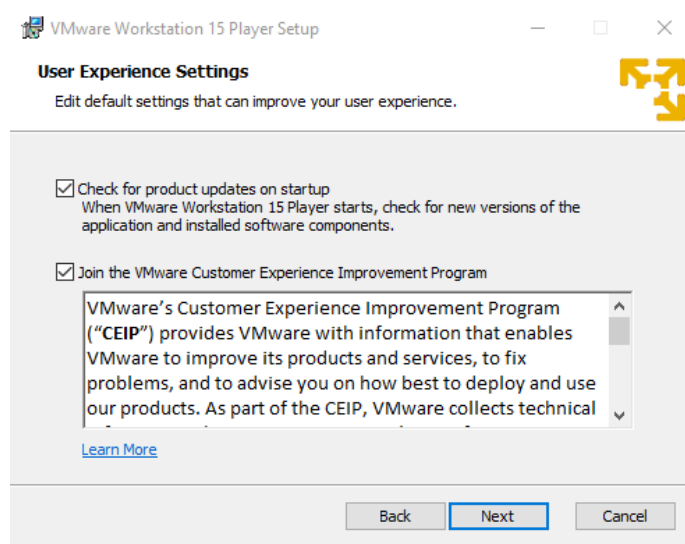 VMware Workstation 15 Player Setup
User Experience Settings
Edit default settings that can improve your user experience.
Check for product updates on startup
When VMware Workstation 15 Player starts, check for new versions of the
application and installed software components.
Join the VMware Customer Experience Improvement Program
VMware's Customer Experience Improvement Program
("CEIP") provides VMware with information that enables
VMware to improve its products and services, to fix
problems, and to advise you on how best to deploy and use
our products. As part of the CEIP, VMware collects technical
Learn More
Back Next Cancel